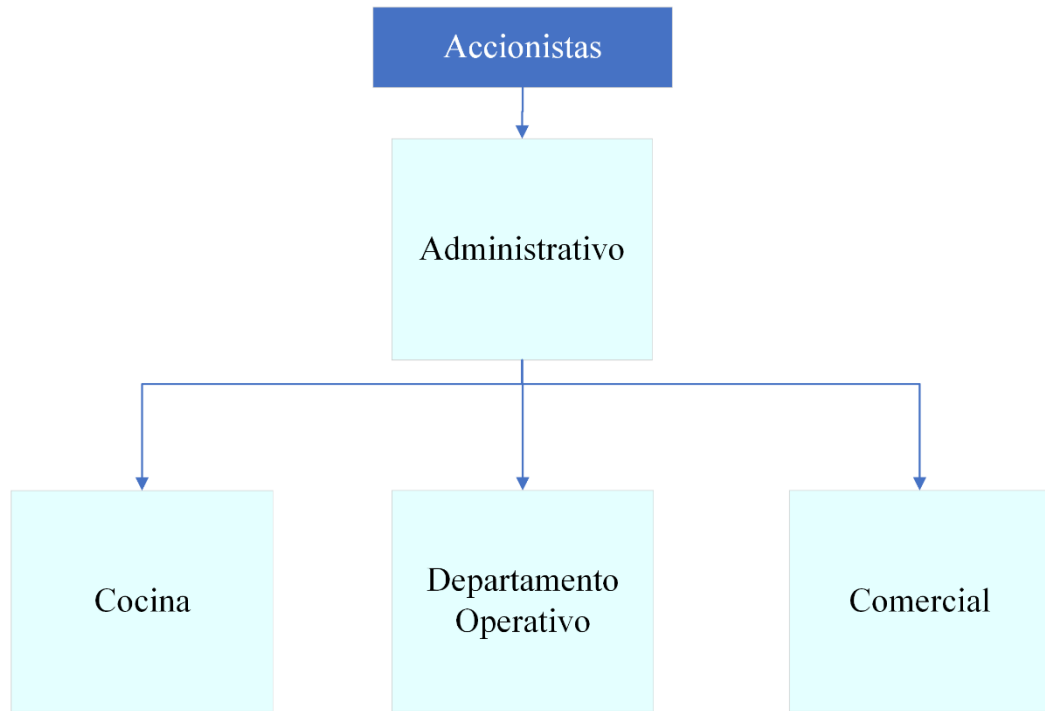 Accionistas
Administrativo
Cocina
Departamento
Operativo
Comercial